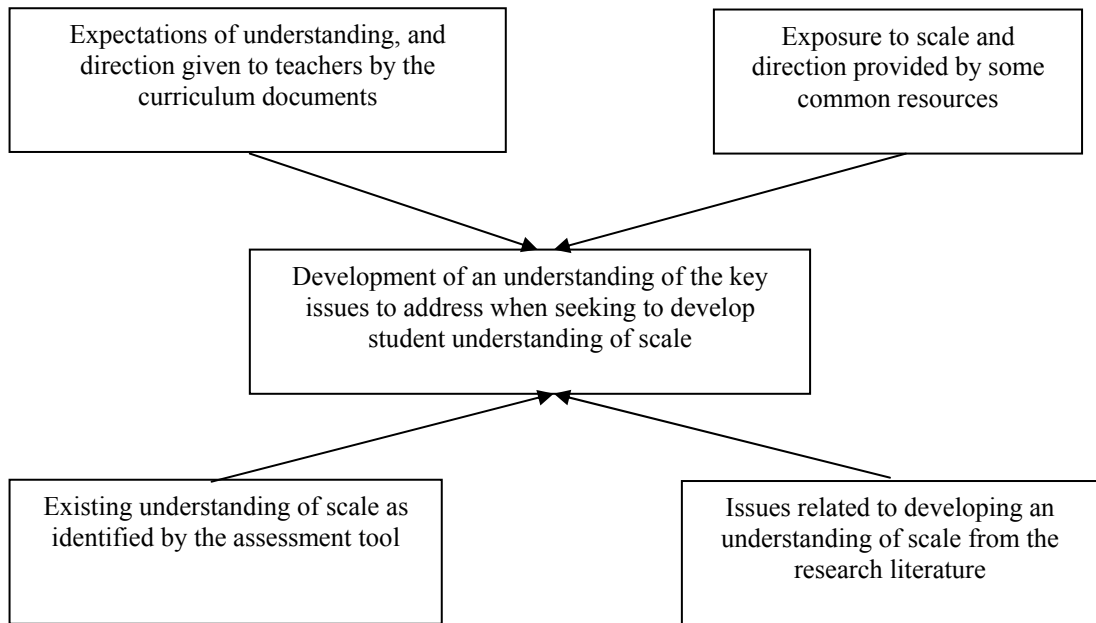 Expectations of understanding, and
direction given to teachers by the
curriculum documents
Exposure to scale and
direction provided by some
common resources
Development of an understanding of the key
issues to address when seeking to develop
student understanding of scale
Existing understanding of scale as
identified by the assessment tool
Issues related to developing an
understanding of scale from the
research literature